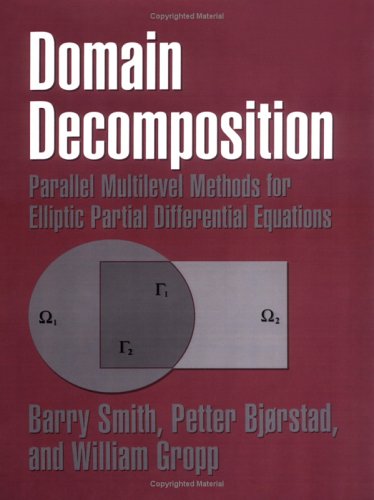 Copyrighted Material
Domain
Decomposition
Parallel Multilevel Methods for
Elliptic Partial Differential Equations
Γ₁
Ω₁
Ω₂
Γ₂
Barry Smith, Petter Bjørstad,
and William Gropp
Copyrighted Material